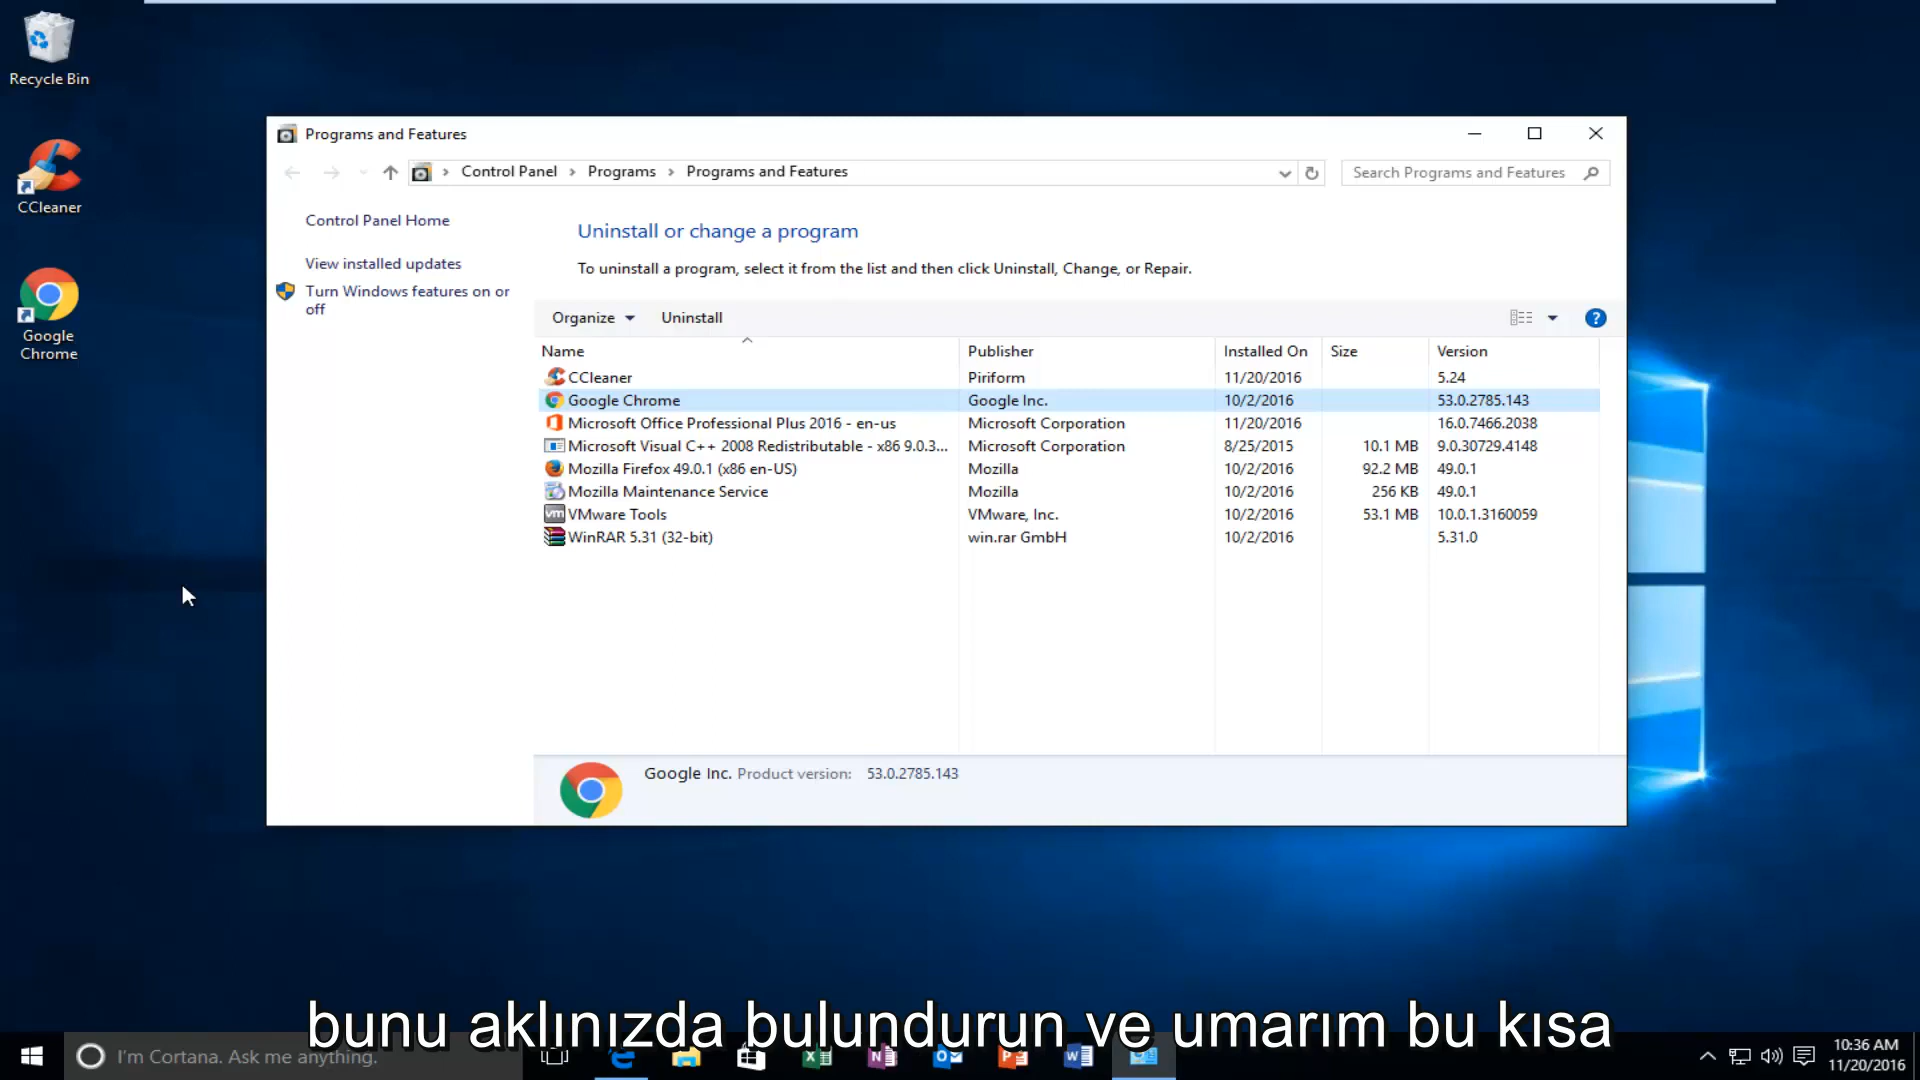 Recycle Bin
CCleaner
Google
Chrome
Programs and Features
Control Panel > Programs > Programs and Features
Search Programs and Features
Control Panel Home
View installed updates
Turn Windows features on or
off
Uninstall or change a program
To uninstall a program, select it from the list and then click Uninstall, Change, or Repair.
Organize Uninstall
Name Publisher Installed On Size Version
CCleaner Piriform 11/20/2016 5.24
Google Chrome Google Inc. 10/2/2016 53.0.2785.143
Microsoft Office Professional Plus 2016 - en-us Microsoft Corporation 11/20/2016 16.0.7466.2038
Microsoft Visual C++ 2008 Redistributable - x86 9.0.3... Microsoft Corporation 8/25/2015 10.1 MB 9.0.30729.4148
Mozilla Firefox 49.0.1 (x86 en-US) Mozilla 10/2/2016 92.2 MB 49.0.1
Mozilla Maintenance Service Mozilla 10/2/2016 256 KB 49.0.1
VMware Tools VMware, Inc. 10/2/2016 53.1 MB 10.0.1.3160059
WinRAR 5.31 (32-bit) win.rar GmbH 10/2/2016 5.31.0
Google Inc. Product version: 53.0.2785.143
bunu aklınızda bulundurun ve umarım bu kısa
I'm Cortana. Ask me anything.
10:36 AM
11/20/2016